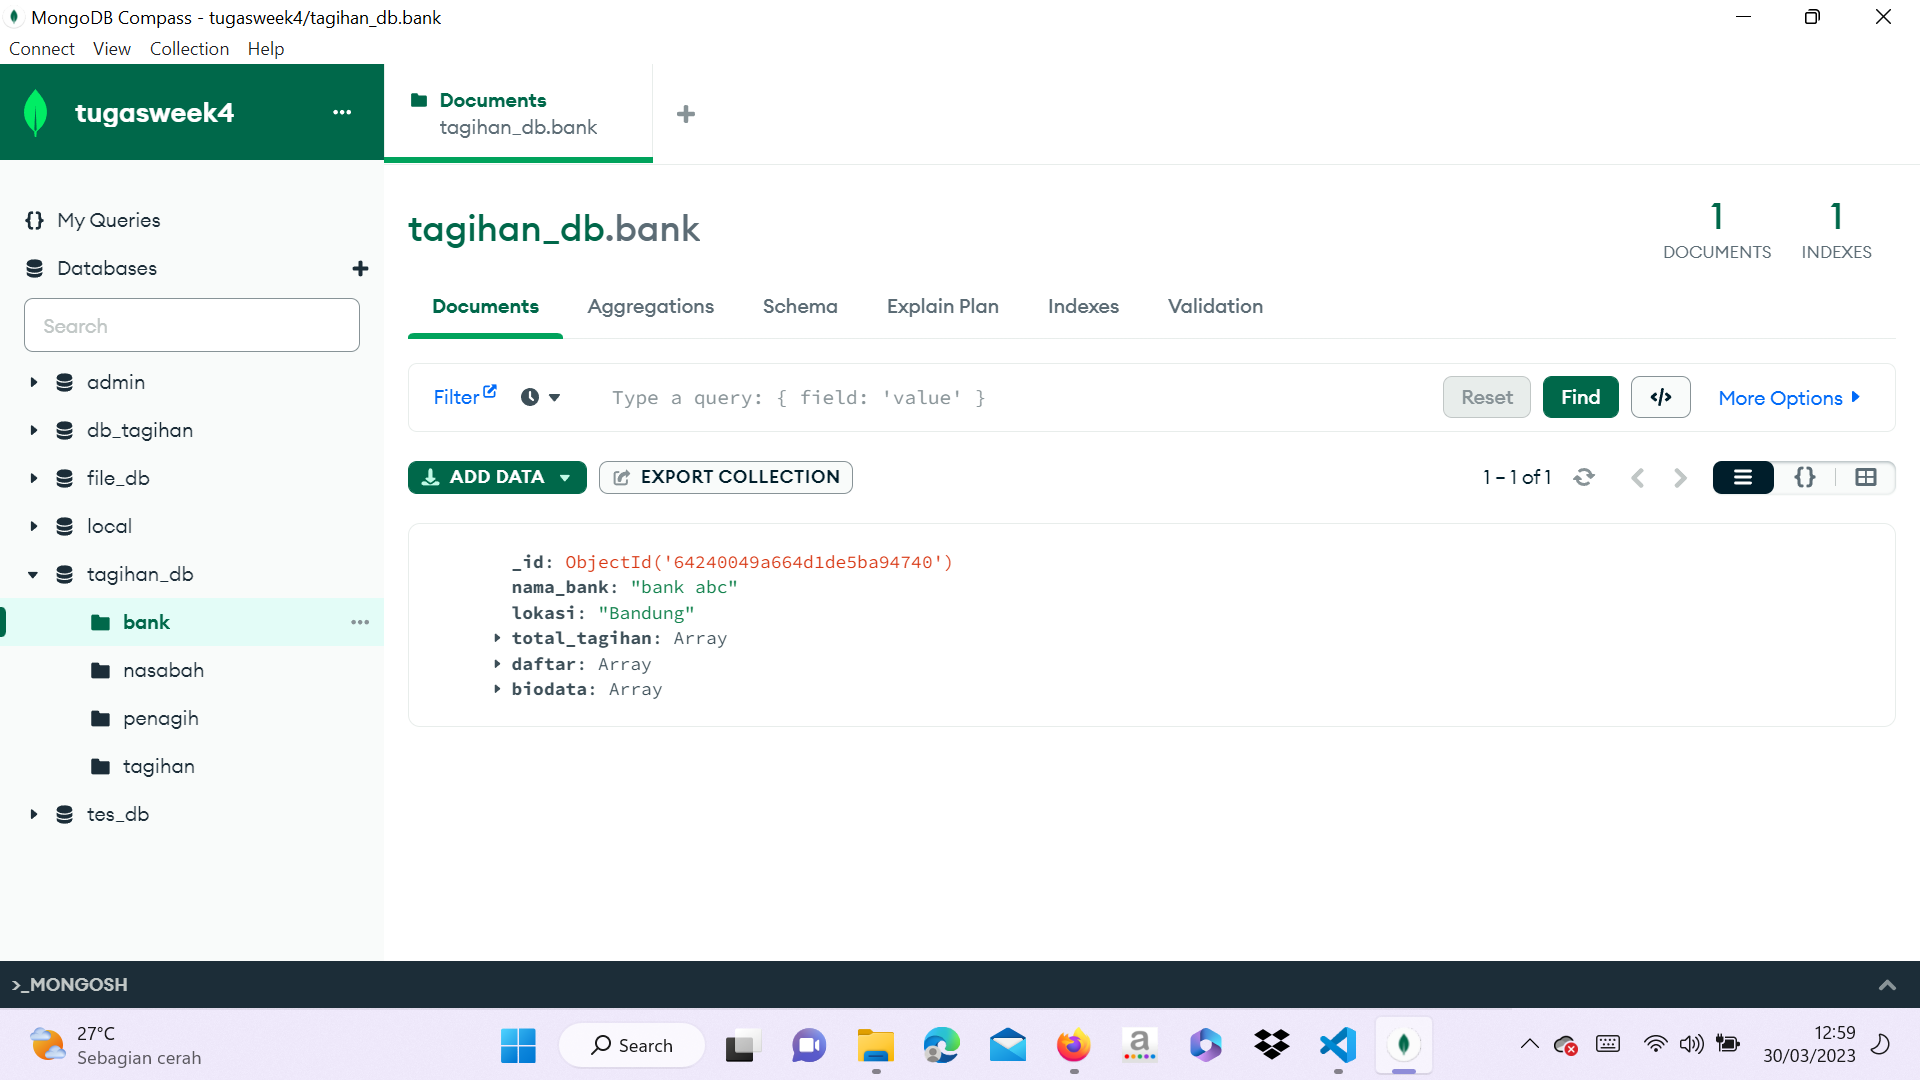 MongoDB Compass - tugasweek4/tagihan_db.bank
Connect View Collection Help
tugasweek4
Documents
tagihan_db.bank
My Queries
Databases
Search
admin
db_tagihan
file_db
local
tagihan_db
bank
nasabah
penagih
tagihan
tes_db
tagihan_db.bank
1
DOCUMENTS
1
INDEXES
Documents Aggregations Schema Explain Plan Indexes Validation
Filter Type a query: { field: 'value' } Reset Find </> More Options
ADD DATA EXPORT COLLECTION 1 – 1 of 1 {}
_id: ObjectId('64240049a664d1de5ba94740')
nama_bank: "bank abc"
lokasi: "Bandung"
total_tagihan: Array
daftar: Array
biodata: Array
>_MONGOSH
27°C
Sebagian cerah
Search
a
12:59
30/03/2023